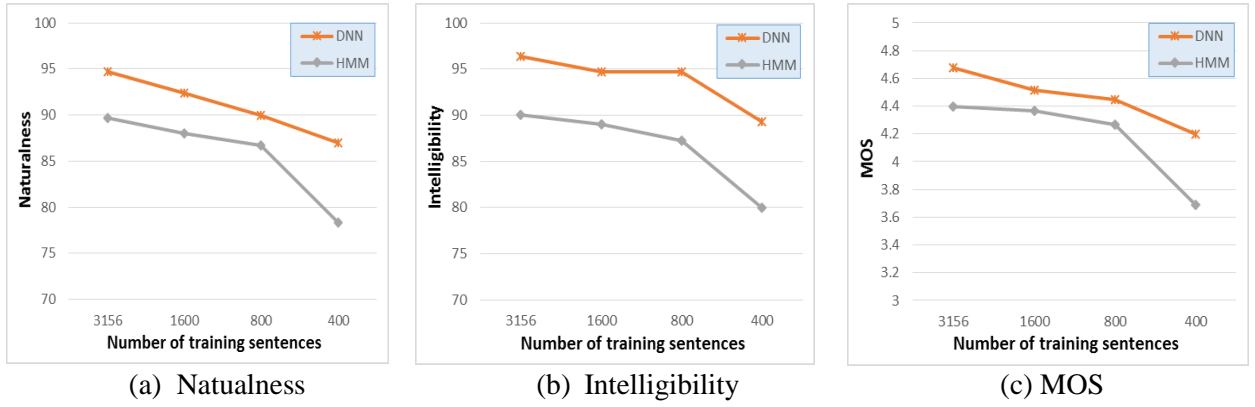 100
95
90
85
80
75
70
Naturalness
DNN
HMM
3156 1600 800 400
Number of training sentences
(a) Natualness
100
95
90
85
80
75
70
Intelligibility
DNN
HMM
3156 1600 800 400
Number of training sentences
(b) Intelligibility
5
4.8
4.6
4.4
4.2
4
3.8
3.6
3.4
3.2
3
MOS
DNN
HMM
3156 1600 800 400
Number of training sentences
(c) MOS